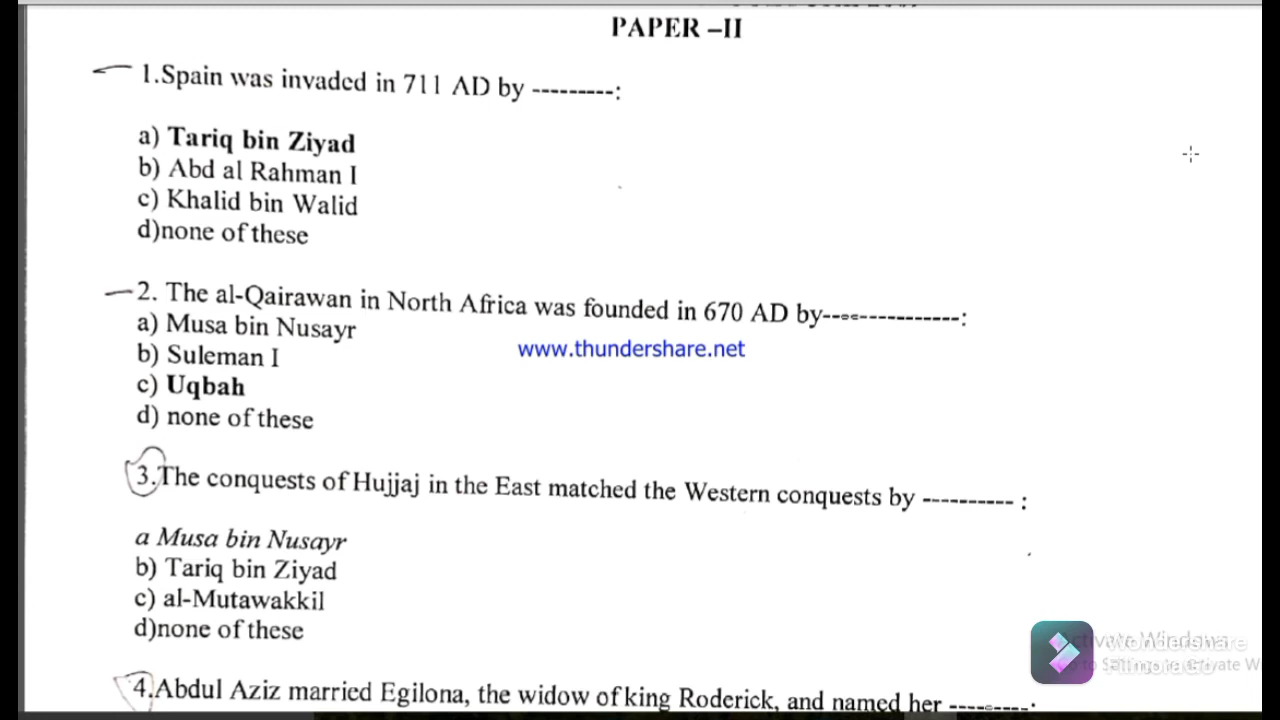 PAPER –II
1.Spain was invaded in 711 AD by ---------:
a) Tariq bin Ziyad
b) Abd al Rahman I
c) Khalid bin Walid
d)none of these
2. The al-Qairawan in North Africa was founded in 670 AD by---------------:
a) Musa bin Nusayr
b) Suleman I
www.thundershare.net
c) Uqbah
d) none of these
3.The conquests of Hujjaj in the East matched the Western conquests by ---------- :
a Musa bin Nusayr
b) Tariq bin Ziyad
c) al-Mutawakkil
d)none of these
Activate Windows
Wondershare
Filmora9
4.Abdul Aziz married Egilona, the widow of king Roderick, and named her ---------: